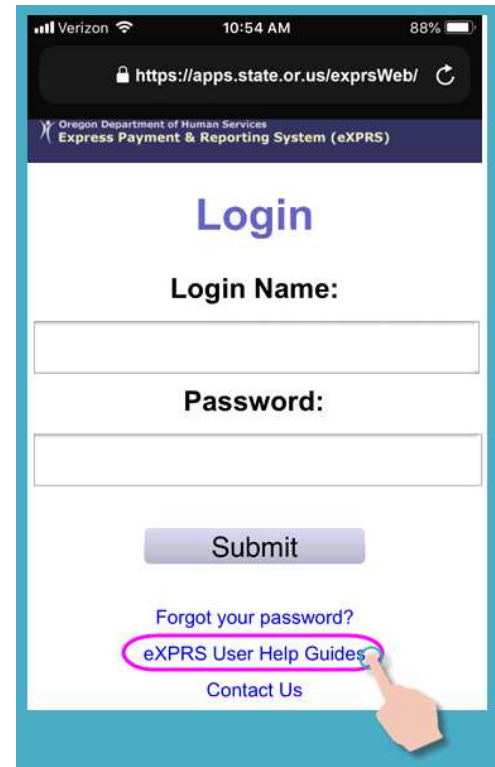 Verizon 10:54 AM 88%
https://apps.state.or.us/exprsWeb/
Oregon Department of Human Services
Express Payment & Reporting System (eXPRS)
Login
Login Name:
Password:
Submit
Forgot your password?
eXPRS User Help Guides
Contact Us